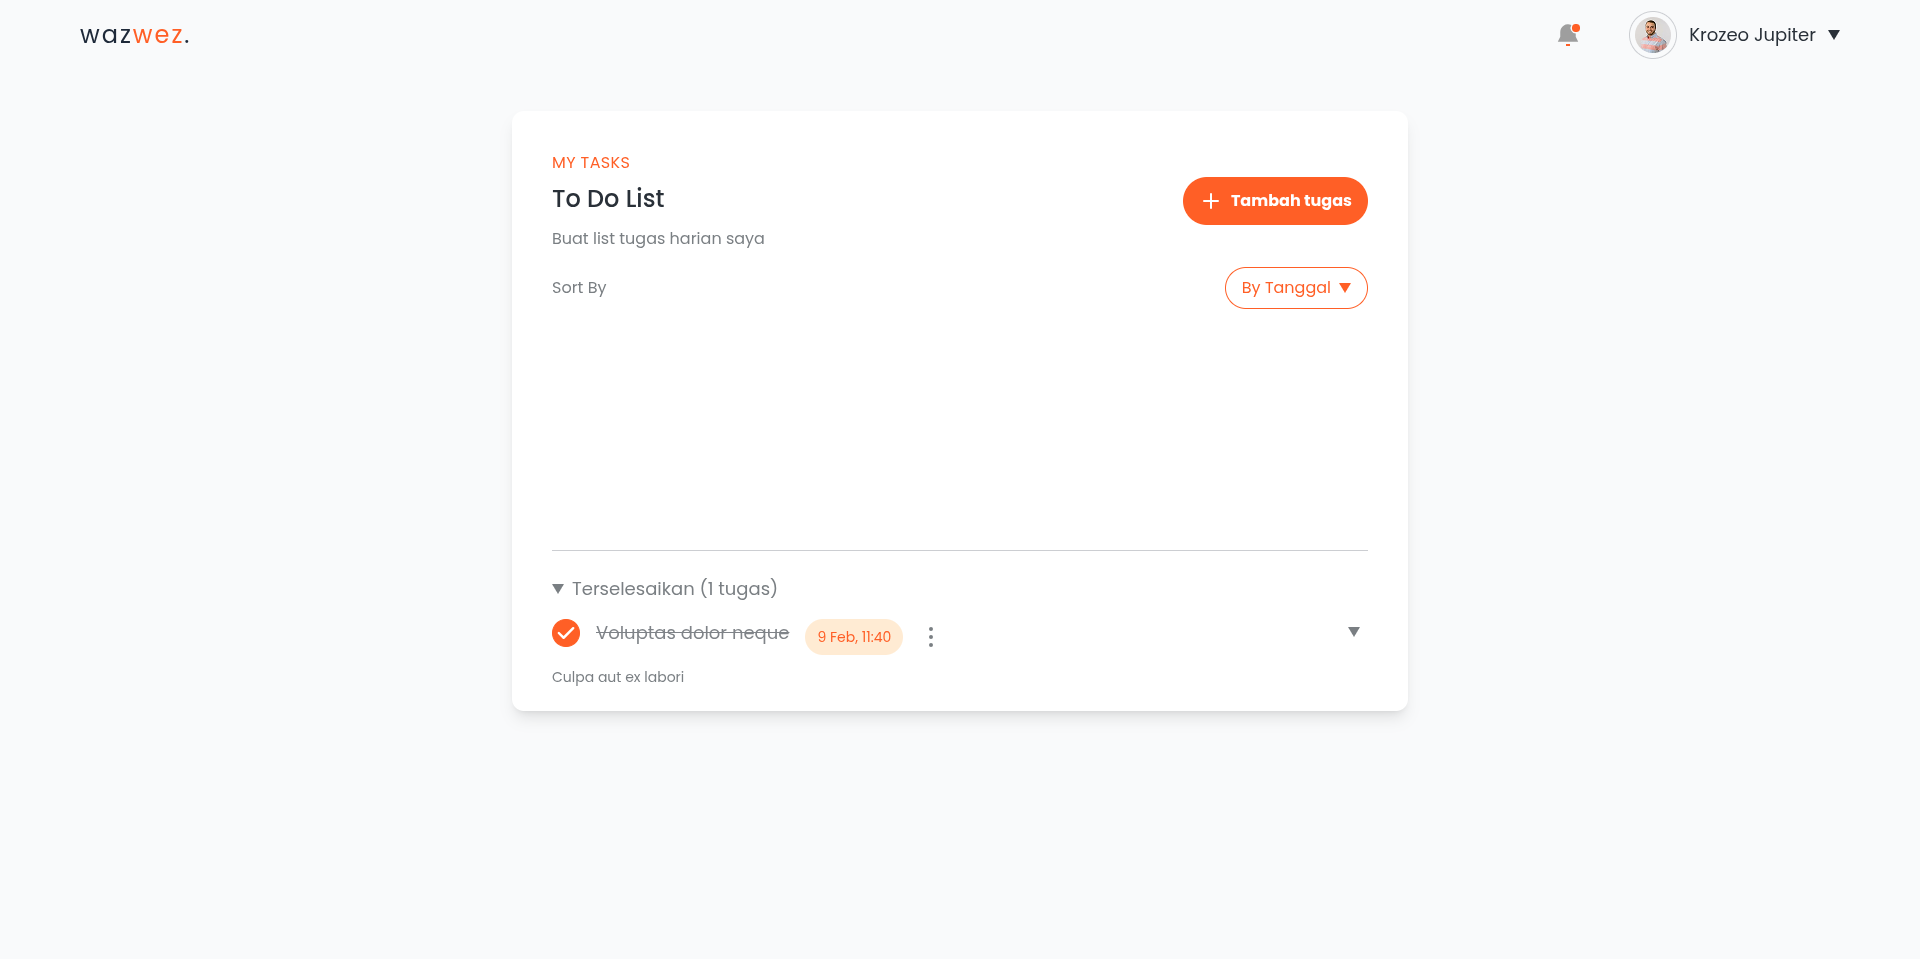 wazwez.
Krozeo Jupiter
MY TASKS
To Do List
Tambah tugas
Buat list tugas harian saya
Sort By
By Tanggal
Terselesaikan (1 tugas)
Voluptas dolor neque
9 Feb, 11:40
Culpa aut ex labori